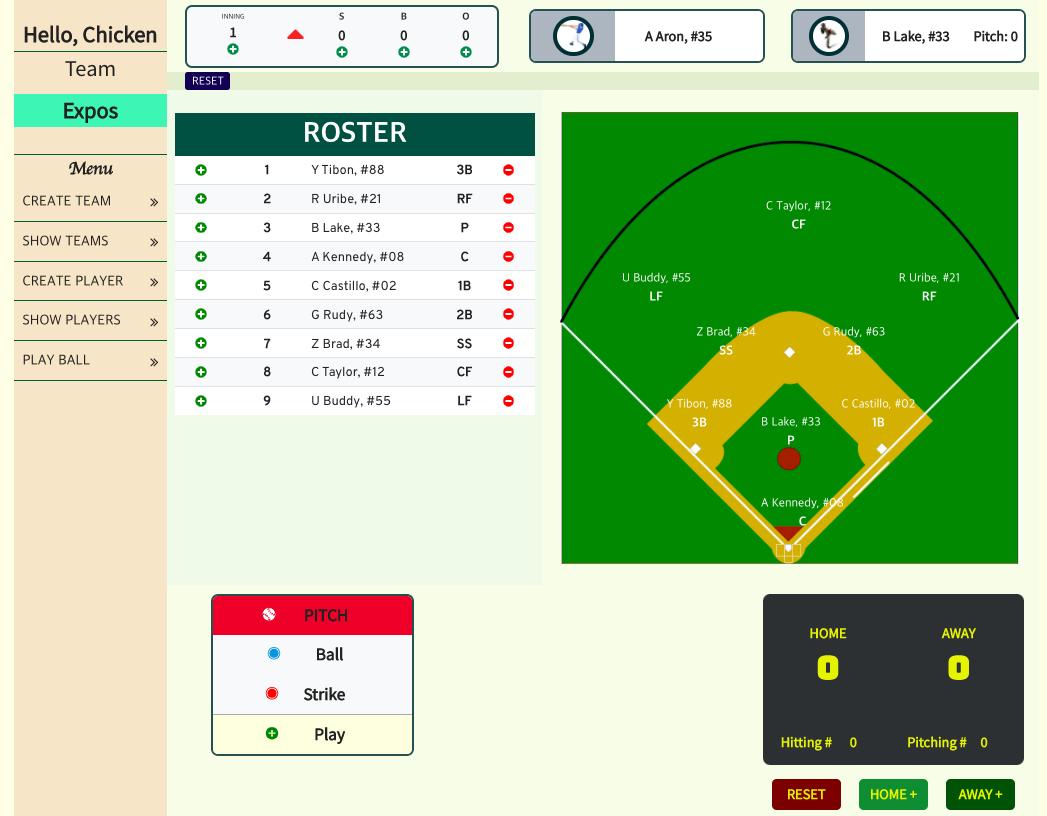 Hello, Chicken
Team
Expos
Menu
CREATE TEAM »
SHOW TEAMS »
CREATE PLAYER »
SHOW PLAYERS »
PLAY BALL »
INNING S B O
1 0 0 0
A Aron, #35
B Lake, #33 Pitch: 0
RESET
ROSTER
1 Y Tibon, #88 3B
2 R Uribe, #21 RF
3 B Lake, #33 P
4 A Kennedy, #08 C
5 C Castillo, #02 1B
6 G Rudy, #63 2B
7 Z Brad, #34 SS
8 C Taylor, #12 CF
9 U Buddy, #55 LF
C Taylor, #12
CF
U Buddy, #55
LF
R Uribe, #21
RF
Z Brad, #34
SS
G Rudy, #63
2B
Y Tibon, #88
3B
C Castillo, #02
1B
B Lake, #33
P
A Kennedy, #08
C
PITCH
Ball
Strike
Play
HOME AWAY
0 0
Hitting # 0 Pitching # 0
RESET HOME + AWAY +